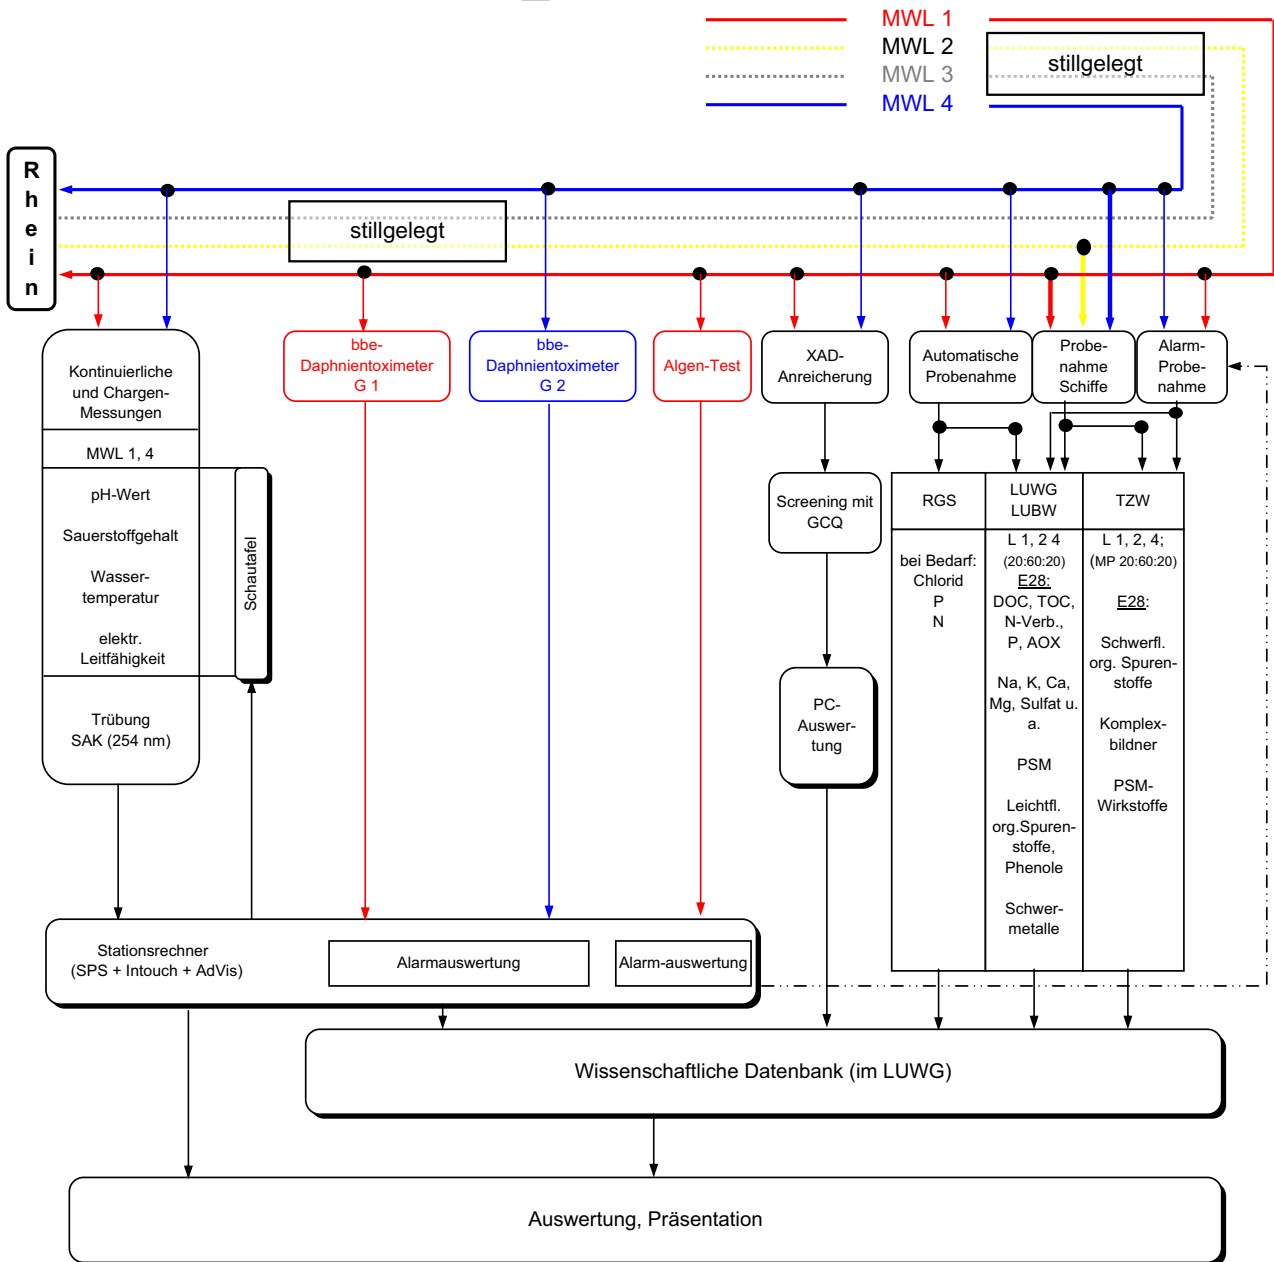 MWL 1
MWL 2
MWL 3
MWL 4
stillgelegt
Rhein
stillgelegt
Kontinuierliche
und Chargen-
Messungen
MWL 1, 4
pH-Wert
Sauerstoffgehalt
Wasser-
temperatur
elektr.
Leitfähigkeit
Trübung
SAK (254 nm)
Schautafel
bbe-
Daphnientoximeter
G 1
bbe-
Daphnientoximeter
G 2
Algen-Test
XAD-
Anreicherung
Automatische
Probenahme
Probe-
nahme
Schiffe
Alarm-
Probe-
nahme
Screening mit
GCQ
PC-
Auswer-
tung
RGS
bei Bedarf:
Chlorid
P
N
LUWG
LUBW
L 1, 2 4
(20:60:20)
E28:
DOC, TOC,
N-Verb.,
P, AOX
Na, K, Ca,
Mg, Sulfat u.
a.
PSM
Leichtfl.
org.Spuren-
stoffe,
Phenole
Schwer-
metalle
TZW
L 1, 2, 4;
(MP 20:60:20)
E28:
Schwerfl.
org. Spuren-
stoffe
Komplex-
bildner
PSM-
Wirkstoffe
Stationsrechner
(SPS + Intouch + AdVis)
Alarmauswertung
Alarm-auswertung
Wissenschaftliche Datenbank (im LUWG)
Auswertung, Präsentation